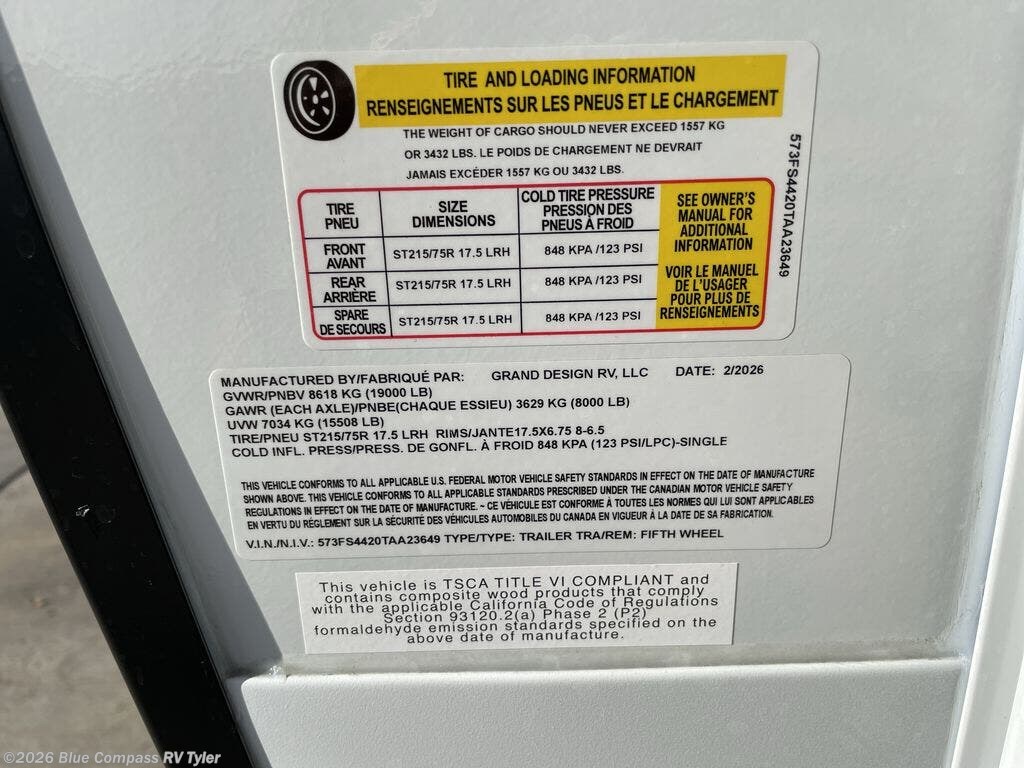 TIRE AND LOADING INFORMATION
RENSEIGNEMENTS SUR LES PNEUS ET LE CHARGEMENT
THE WEIGHT OF CARGO SHOULD NEVER EXCEED 1557 KG
OR 3432 LBS. LE POIDS DE CHARGEMENT NE DEVRAIT
JAMAIS EXCÉDER 1557 KG OU 3432 LBS.
TIRE
PNEU
SIZE
DIMENSIONS
COLD TIRE PRESSURE
PRESSION DES
PNEUS À FROID
FRONT
AVANT
ST215/75R 17.5 LRH
848 KPA /123 PSI
REAR
ARRIÈRE
ST215/75R 17.5 LRH
848 KPA /123 PSI
SPARE
DE SECOURS
ST215/75R 17.5 LRH
848 KPA /123 PSI
SEE OWNER'S
MANUAL FOR
ADDITIONAL
INFORMATION
VOIR LE MANUEL
DE L'USAGER
POUR PLUS DE
RENSEIGNEMENTS
573FS4420TAA23649
MANUFACTURED BY/FABRIQUÉ PAR: GRAND DESIGN RV, LLC DATE: 2/2026
GVWR/PNBV 8618 KG (19000 LB)
GAWR (EACH AXLE)/PNBE(CHAQUE ESSIEU) 3629 KG (8000 LB)
UVW 7034 KG (15508 LB)
TIRE/PNEU ST215/75R 17.5 LRH RIMS/JANTE17.5X6.75 8-6.5
COLD INFL. PRESS/PRESS. DE GONFL. À FROID 848 KPA (123 PSI/LPC)-SINGLE
THIS VEHICLE CONFORMS TO ALL APPLICABLE U.S. FEDERAL MOTOR VEHICLE SAFETY STANDARDS IN EFFECT ON THE DATE OF MANUFACTURE
SHOWN ABOVE. THIS VEHICLE CONFORMS TO ALL APPLICABLE STANDARDS PRESCRIBED UNDER THE CANADIAN MOTOR VEHICLE SAFETY
REGULATIONS IN EFFECT ON THE DATE OF MANUFACTURE. ~ CE VÉHICULE EST CONFORME À TOUTES LES NORMES QUI LUI SONT APPLICABLES
EN VERTU DU RÉGLEMENT SUR LA SÉCURITÉ DES VÉHICULES AUTOMOBILES DU CANADA EN VIGUEUR À LA DATE DE SA FABRICATION.
V.I.N./N.I.V.: 573FS4420TAA23649 TYPE/TYPE: TRAILER TRA/REM: FIFTH WHEEL
This vehicle is TSCA TITLE VI COMPLIANT and
contains composite wood products that comply
with the applicable California Code of Regulations
Section 93120.2(a) Phase 2 (P2)
formaldehyde emission standards specified on the
above date of manufacture.
©2026 Blue Compass RV Tyler